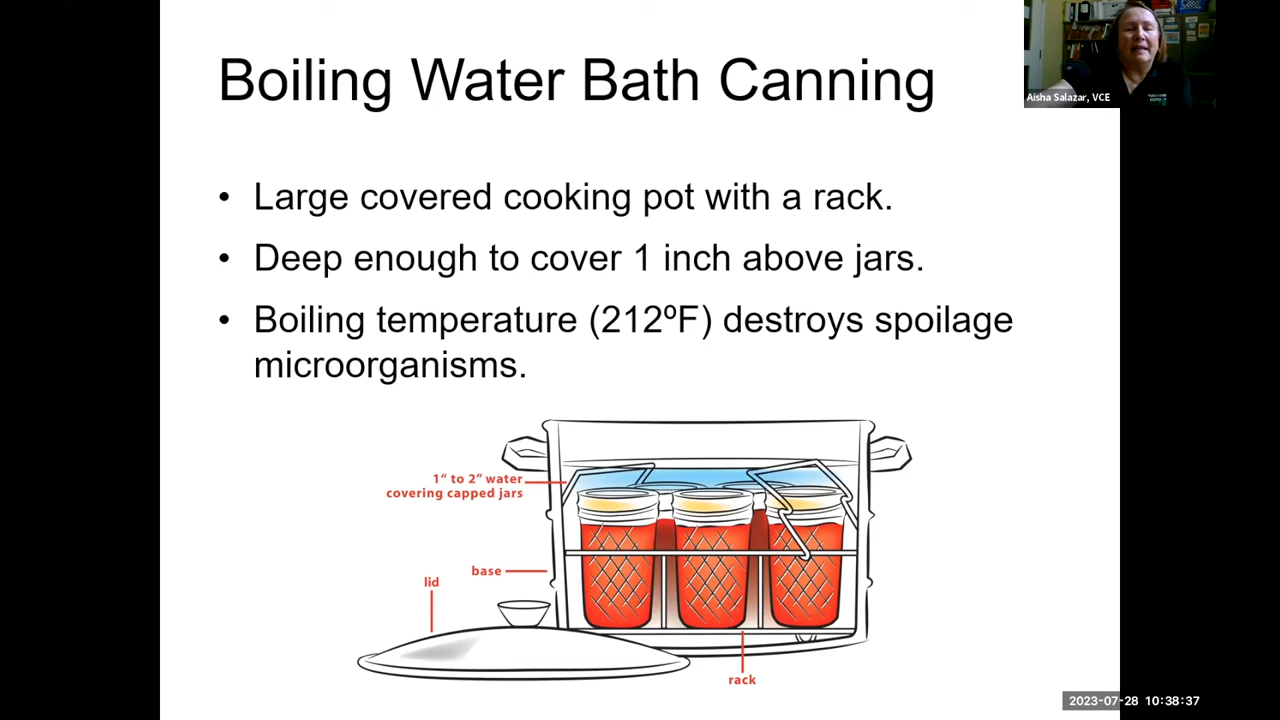 Boiling Water Bath Canning
Aisha Salazar, VCE
• Large covered cooking pot with a rack.
• Deep enough to cover 1 inch above jars.
• Boiling temperature (212ºF) destroys spoilage
microorganisms.
1“ to 2” water
covering capped jars
base
lid
rack
2023-07-28 10:38:37